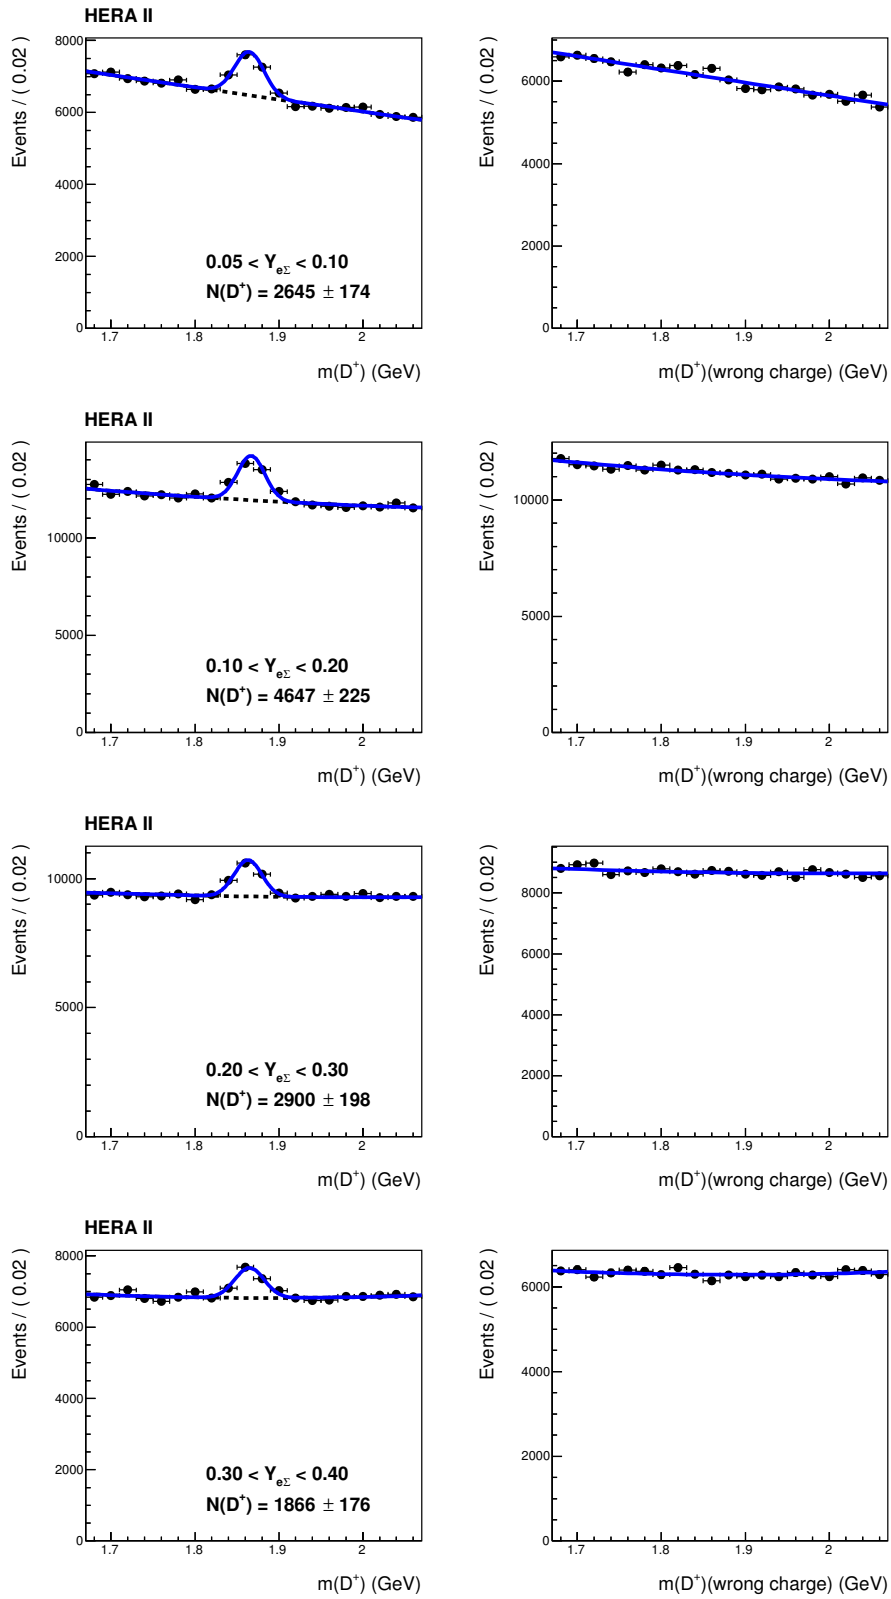 HERA II
Events / ( 0.02 )
8000
6000
4000
2000
0
1.7 1.8 1.9 2
0.05 < Y_eΣ < 0.10
N(D⁺) = 2645 ± 174
m(D⁺) (GeV)
Events / ( 0.02 )
6000
4000
2000
0
1.7 1.8 1.9 2
m(D⁺)(wrong charge) (GeV)
HERA II
Events / ( 0.02 )
10000
5000
0
1.7 1.8 1.9 2
0.10 < Y_eΣ < 0.20
N(D⁺) = 4647 ± 225
m(D⁺) (GeV)
Events / ( 0.02 )
10000
5000
0
1.7 1.8 1.9 2
m(D⁺)(wrong charge) (GeV)
HERA II
Events / ( 0.02 )
10000
5000
0
1.7 1.8 1.9 2
0.20 < Y_eΣ < 0.30
N(D⁺) = 2900 ± 198
m(D⁺) (GeV)
Events / ( 0.02 )
8000
6000
4000
2000
0
1.7 1.8 1.9 2
m(D⁺)(wrong charge) (GeV)
HERA II
Events / ( 0.02 )
8000
6000
4000
2000
0
1.7 1.8 1.9 2
0.30 < Y_eΣ < 0.40
N(D⁺) = 1866 ± 176
m(D⁺) (GeV)
Events / ( 0.02 )
6000
4000
2000
0
1.7 1.8 1.9 2
m(D⁺)(wrong charge) (GeV)